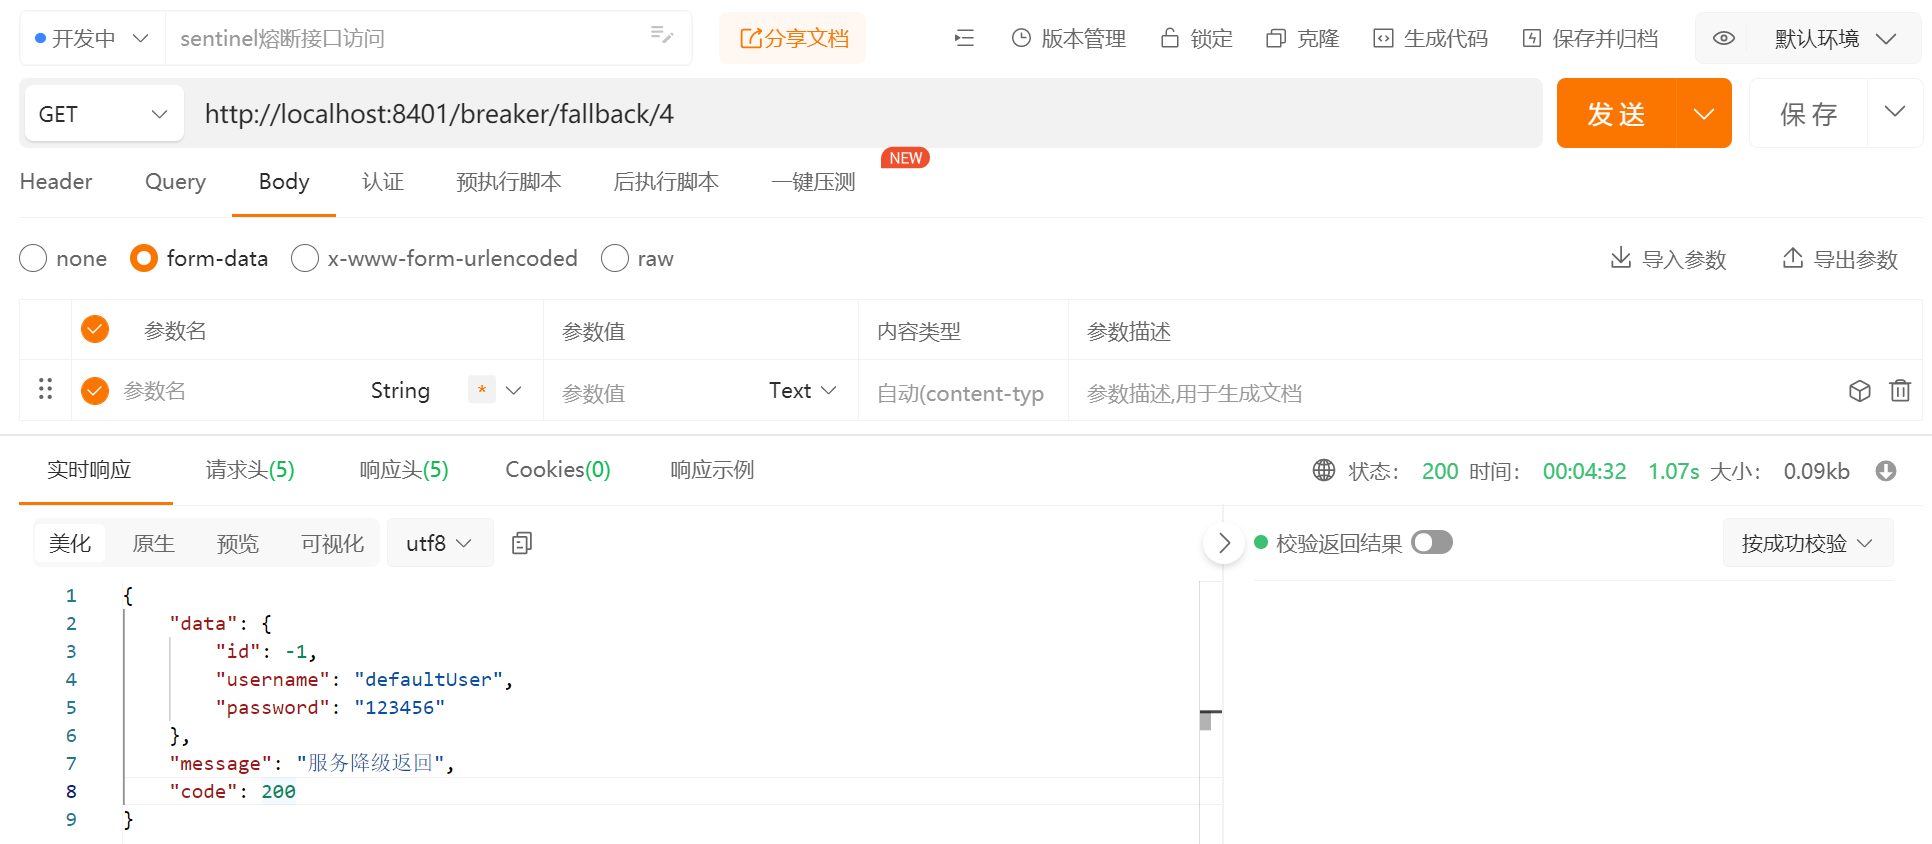 开发中 sentinel熔断接口访问 分享文档 版本管理 锁定 克隆 生成代码 保存并归档 默认环境
GET http://localhost:8401/breaker/fallback/4 发送 保存
NEW
Header Query Body 认证 预执行脚本 后执行脚本 一键压测
none form-data x-www-form-urlencoded raw 导入参数 导出参数
参数名 参数值 内容类型 参数描述
参数名 String * 参数值 Text 自动(content-typ 参数描述,用于生成文档
实时响应 请求头(5) 响应头(5) Cookies(0) 响应示例 状态： 200 时间： 00:04:32 1.07s 大小： 0.09kb
美化 原生 预览 可视化 utf8 校验返回结果 按成功校验
1 {
2 "data": {
3 "id": -1,
4 "username": "defaultUser",
5 "password": "123456"
6 },
7 "message": "服务降级返回",
8 "code": 200
9 }